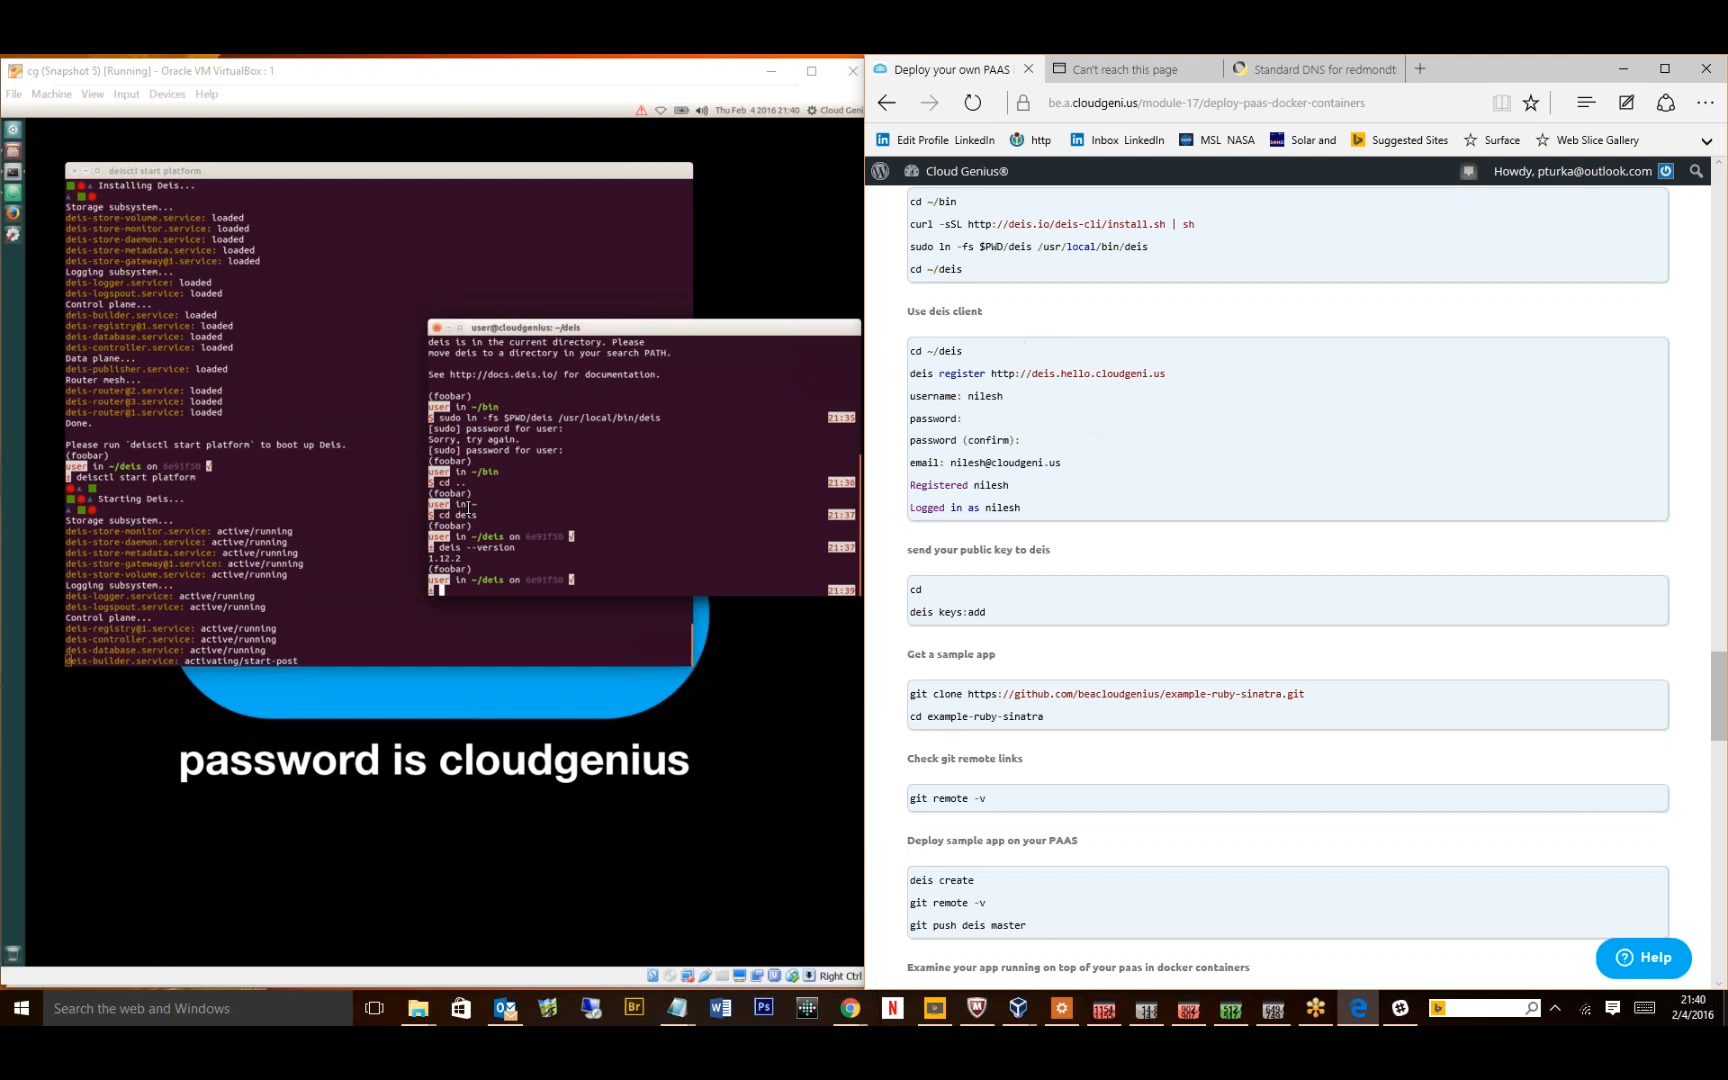 cg (Snapshot 5) [Running] - Oracle VM VirtualBox : 1
File Machine View Input Devices Help
Thu Feb 4 2016 21:40 Cloud Geni
deisctl start platform
Installing Deis...
Storage subsystem...
deis-store-volume.service: loaded
deis-store-monitor.service: loaded
deis-store-daemon.service: loaded
deis-store-metadata.service: loaded
deis-store-gateway@1.service: loaded
Logging subsystem...
deis-logger.service: loaded
deis-logspout.service: loaded
Control plane...
deis-builder.service: loaded
deis-registry@1.service: loaded
deis-database.service: loaded
deis-controller.service: loaded
Data plane...
deis-publisher.service: loaded
Router mesh...
deis-router@2.service: loaded
deis-router@3.service: loaded
deis-router@1.service: loaded
Done.
Please run `deisctl start platform` to boot up Deis.
(foobar)
user in ~/deis on 6e91f50 √
± deisctl start platform
Starting Deis...
Storage subsystem...
deis-store-monitor.service: active/running
deis-store-daemon.service: active/running
deis-store-metadata.service: active/running
deis-store-gateway@1.service: active/running
deis-store-volume.service: active/running
Logging subsystem...
deis-logger.service: active/running
deis-logspout.service: active/running
Control plane...
deis-registry@1.service: active/running
deis-controller.service: active/running
deis-database.service: active/running
deis-builder.service: activating/start-post
user@cloudgenius: ~/deis
deis is in the current directory. Please
move deis to a directory in your search PATH.
See http://docs.deis.io/ for documentation.
(foobar)
user in ~/bin
$ sudo ln -fs $PWD/deis /usr/local/bin/deis 21:35
[sudo] password for user:
Sorry, try again.
[sudo] password for user:
(foobar)
user in ~/bin
$ cd .. 21:36
(foobar)
user in ~
$ cd deis 21:37
(foobar)
user in ~/deis on 6e91f50 √
± deis --version 21:37
1.12.2
(foobar)
user in ~/deis on 6e91f50 √
± 21:39
password is cloudgenius
Right Ctrl
Deploy your own PAAS
Can't reach this page
Standard DNS for redmondt
be.a.cloudgeni.us/module-17/deploy-paas-docker-containers
Edit Profile LinkedIn
http
Inbox LinkedIn
MSL NASA
Solar and
Suggested Sites
Surface
Web Slice Gallery
Cloud Genius®
Howdy, pturka@outlook.com
cd ~/bin
curl -sSL http://deis.io/deis-cli/install.sh | sh
sudo ln -fs $PWD/deis /usr/local/bin/deis
cd ~/deis
Use deis client
cd ~/deis
deis register http://deis.hello.cloudgeni.us
username: nilesh
password:
password (confirm):
email: nilesh@cloudgeni.us
Registered nilesh
Logged in as nilesh
send your public key to deis
cd
deis keys:add
Get a sample app
git clone https://github.com/beacloudgenius/example-ruby-sinatra.git
cd example-ruby-sinatra
Check git remote links
git remote -v
Deploy sample app on your PAAS
deis create
git remote -v
git push deis master
Examine your app running on top of your paas in docker containers
Help
Search the web and Windows
21:40
2/4/2016